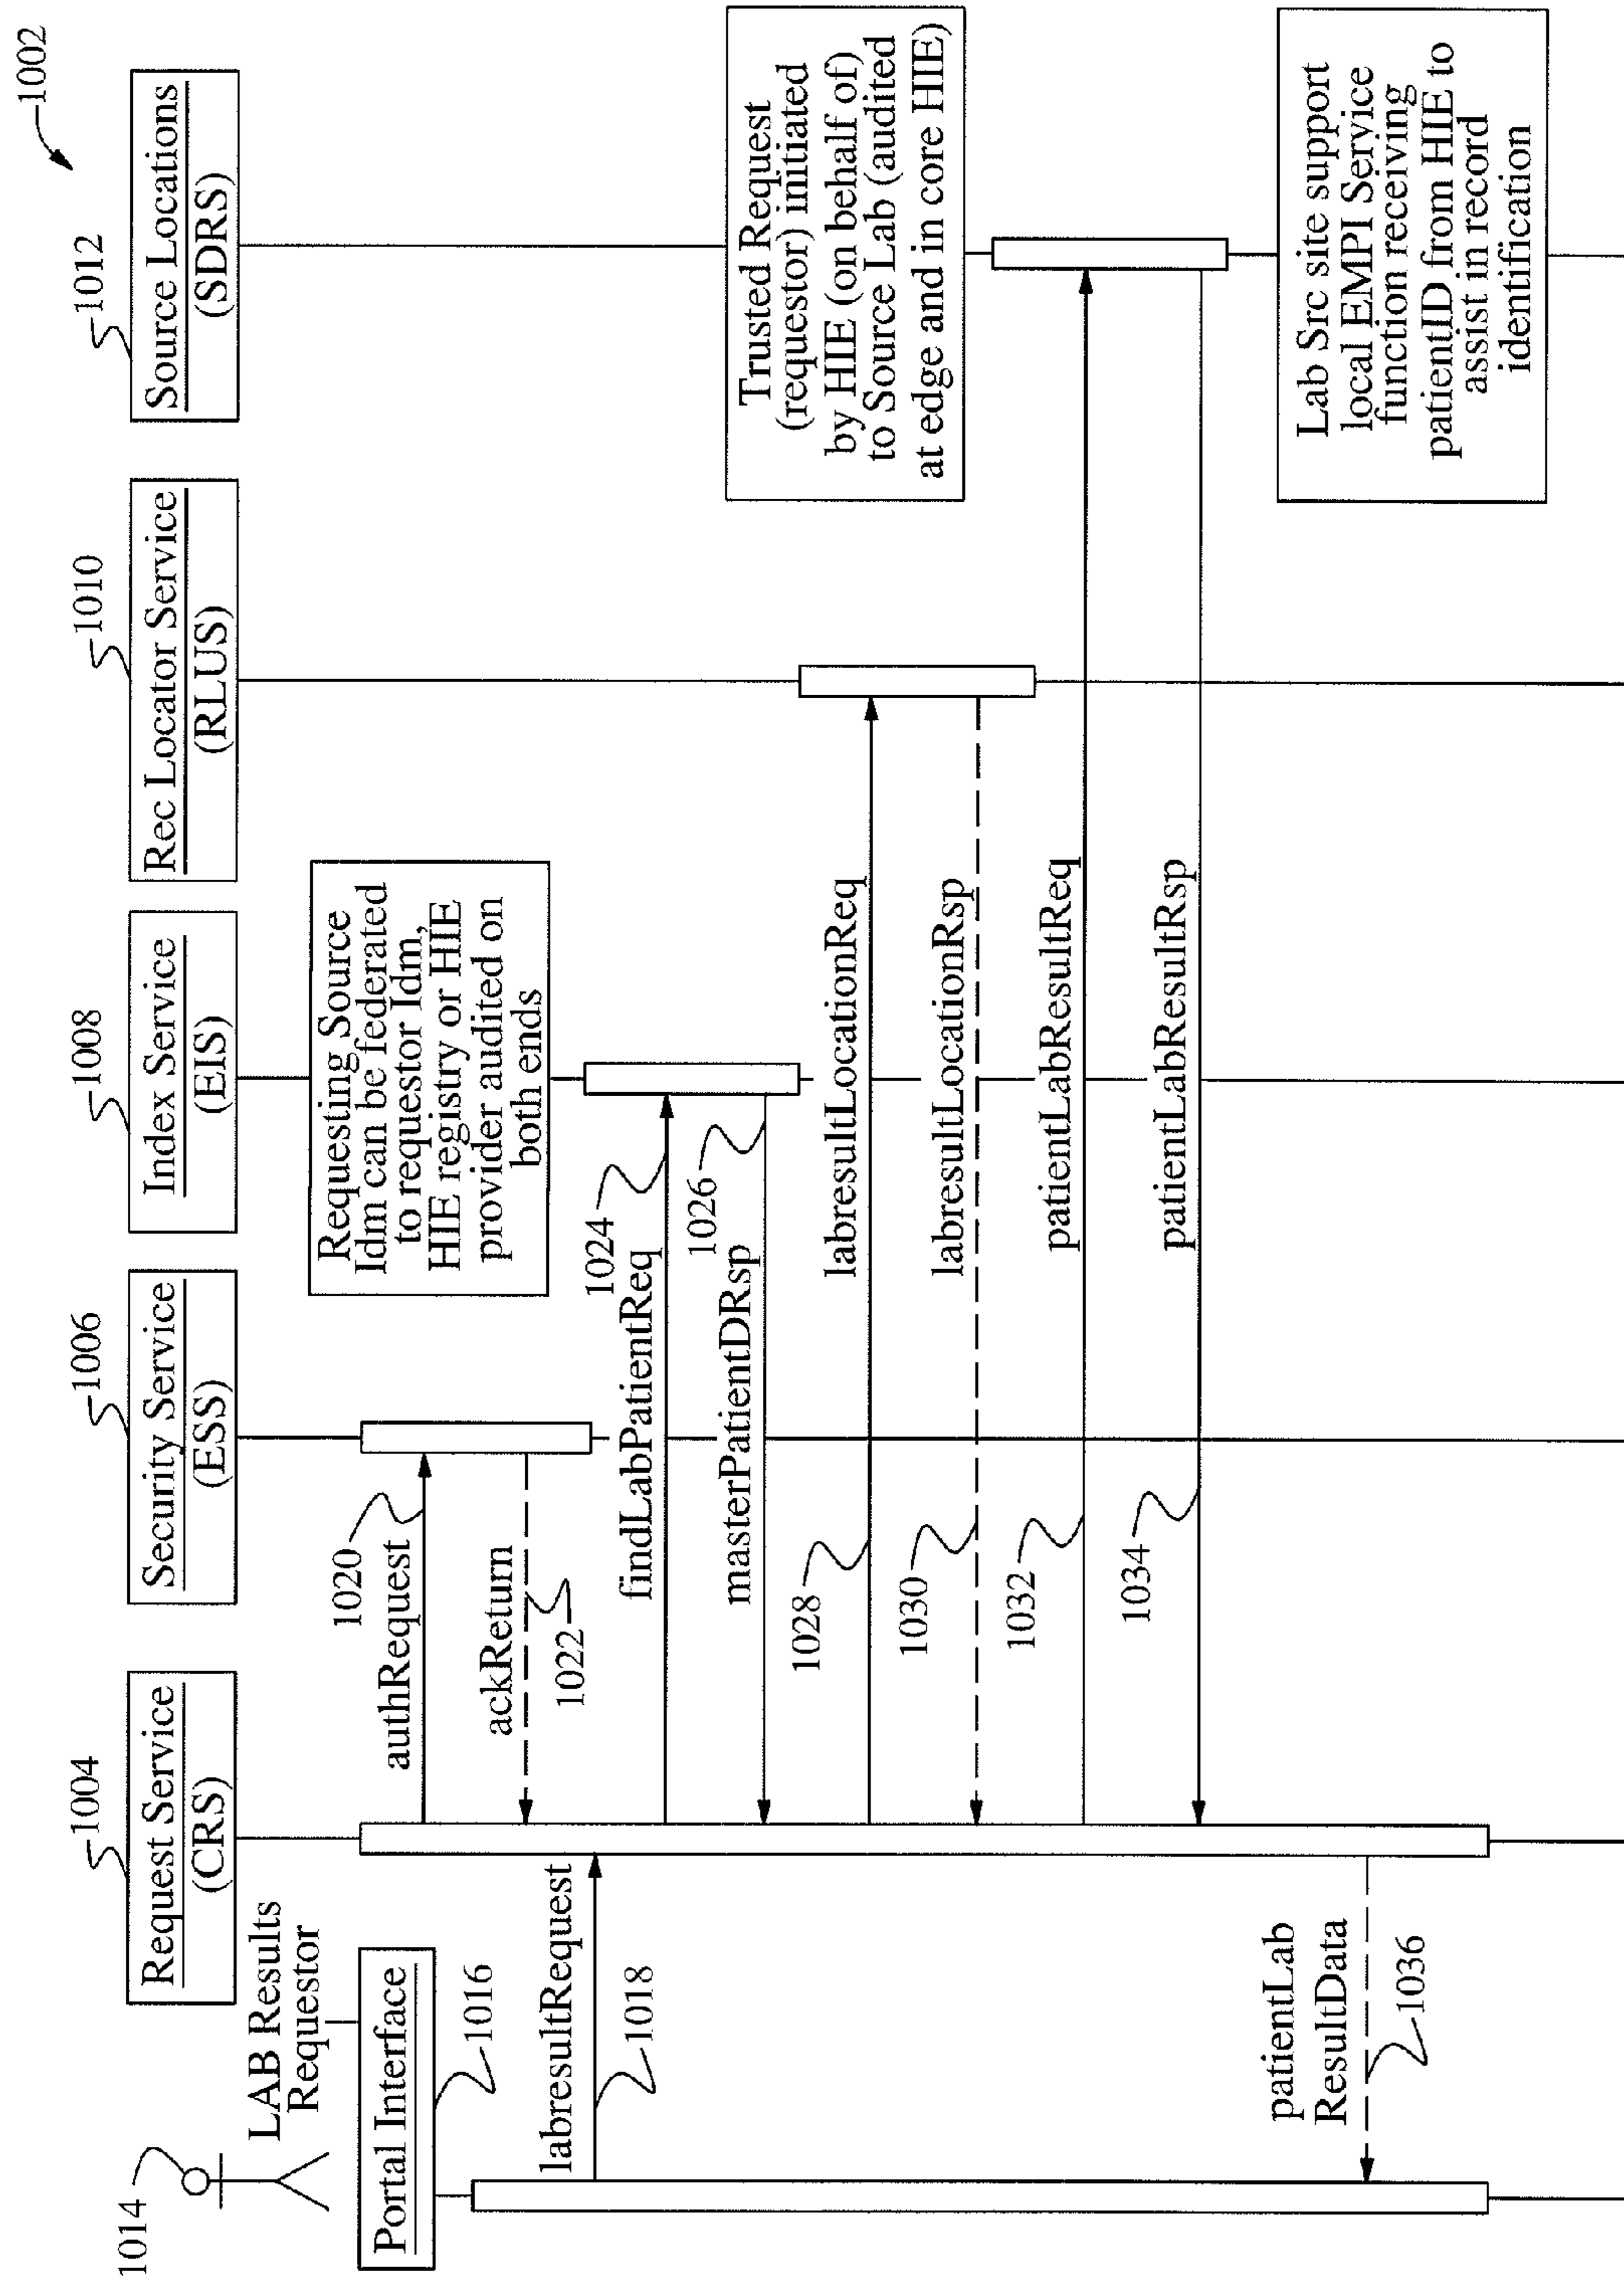 1002
1004
Request Service
(CRS)
1006
Security Service
(ESS)
1008
Index Service
(EIS)
1010
Rec Locator Service
(RLUS)
1012
Source Locations
(SDRS)
1014
LAB Results
Requestor
Portal Interface
1016
labresultRequest
1018
authRequest
1020
ackReturn
1022
Requesting Source
Idm can be federated
to requestor Idm,
HIE registry or HIE
provider audited on
both ends
findLabPatientReq
1024
masterPatientDRsp
1026
labresultLocationReq
1028
labresultLocationRsp
1030
patientLabResultReq
1032
patientLabResultRsp
1034
Trusted Request
(requestor) initiated
by HIE (on behalf of)
to Source Lab (audited
at edge and in core HIE)
Lab Src site support
local EMPI Service
function receiving
patientID from HIE to
assist in record
identification
patientLab
ResultData
1036